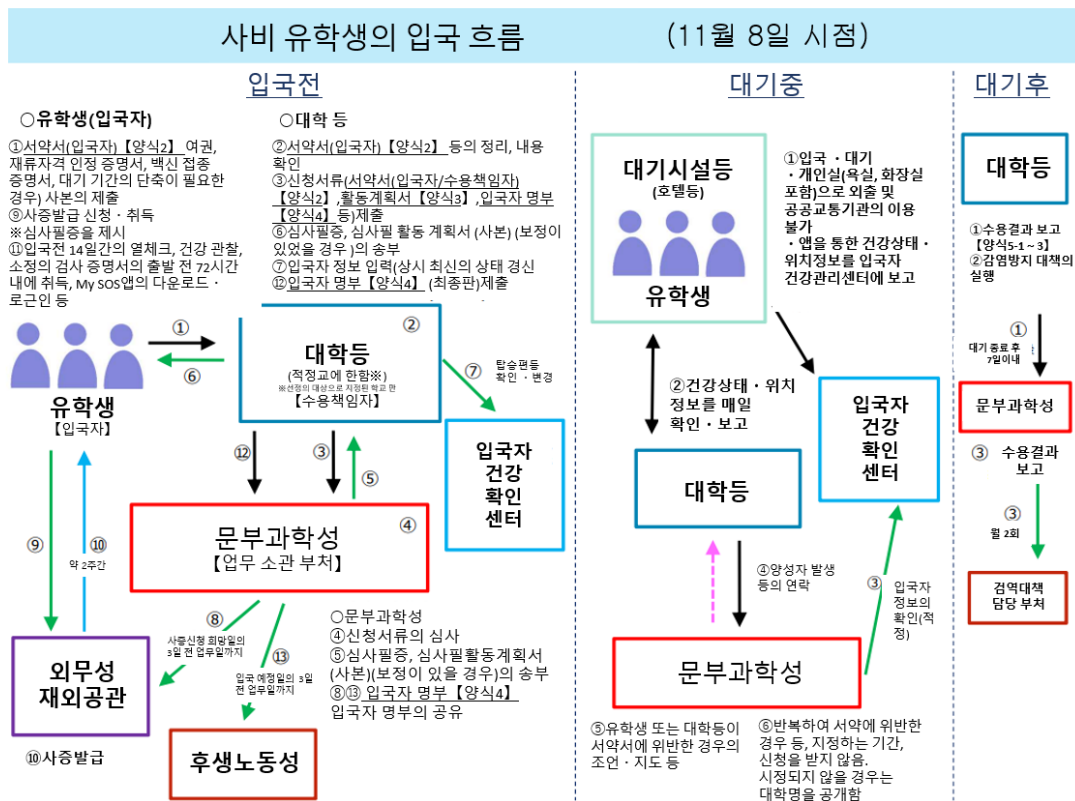 사비 유학생의 입국 흐름 (11월 8일 시점)
입국전
○유학생(입국자)
①서약서(입국자)【양식2】 여권,
재류자격 인정 증명서, 백신 접종
증명서, 대기 기간의 단축이 필요한
경우) 사본의 제출
⑨사증발급 신청・취득
※심사필증을 제시
⑪입국전 14일간의 열체크, 건강 관찰,
소정의 검사 증명서의 출발 전 72시간
내에 취득, My SOS앱의 다운로드・
로근인 등
○대학 등
②서약서(입국자)【양식2】 등의 정리, 내용
확인
③신청서류(서약서(입국자/수용책임자)
【양식2】,활동계획서【양식3】,입국자 명부
【양식4】등)제출
⑥심사필증, 심사필 활동 계획서 (사본) (보정이
있었을 경우 )의 송부
⑦입국자 정보 입력(상시 최신의 상태 경신
⑫입국자 명부【양식4】 (최종판)제출
①
⑥
유학생
【입국자】
②
대학등
(적정교에 한함※)
※선정의 대상으로 지정된 학교 만
【수용책임자】
⑦
탑승편등
확인・변경
입국자
건강
확인
센터
⑫
③
⑤
④
문부과학성
【업무 소관 부처】
⑨
⑩
약 2주간
⑧
사증신청 희망일의
3일 전 업무일까지
⑬
입국 예정일의 3일
전 업무일까지
외무성
재외공관
⑩사증발급
후생노동성
○문부과학성
④신청서류의 심사
⑤심사필증, 심사필활동계획서
(사본)(보정이 있을 경우)의 송부
⑧⑬ 입국자 명부【양식4】
입국자 명부의 공유
대기중
대기시설등
(호텔등)
유학생
①입국 ・대기
・개인실(욕실, 화장실
포함)으로 외출 및
공공교통기관의 이용
불가
・앱을 통한 건강상태・
위치정보를 입국자
건강관리센터에 보고
②건강상태・위치
정보를 매일
확인・보고
입국자
건강
확인
센터
대학등
④양성자 발생
등의 연락
③
입국자
정보의
확인(적
정)
문부과학성
⑤유학생 또는 대학등이
서약서에 위반한 경우의
조언・지도 등
⑥반복하여 서약에 위반한
경우 등, 지정하는 기간,
신청을 받지 않음.
시정되지 않을 경우는
대학명을 공개함
대기후
대학등
①수용결과 보고
【양식5-1～3】
②감염방지 대책의
실행
①
대기 종료 후
7일이내
문부과학성
③ 수용결과
보고
③
월 2회
검역대책
담당 부처